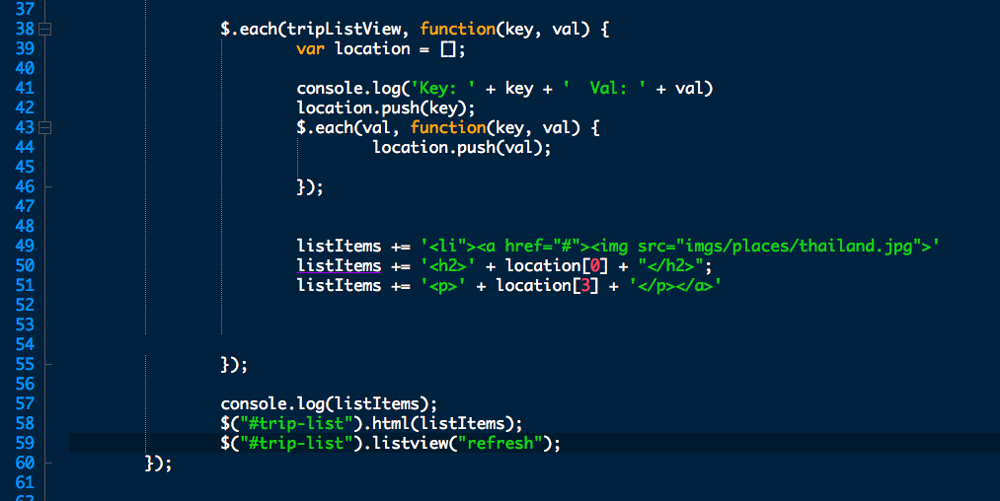 37
38 $.each(tripListView, function(key, val) {
39 var location = [];
40
41 console.log('Key: ' + key + '  Val: ' + val)
42 location.push(key);
43 $.each(val, function(key, val) {
44 location.push(val);
45
46 });
47
48
49 listItems += '<li"><a href="#"><img src="imgs/places/thailand.jpg">'
50 listItems += '<h2>' + location[0] + "</h2>";
51 listItems += '<p>' + location[3] + '</p></a>'
52
53
54
55 });
56
57 console.log(listItems);
58 $("#trip-list").html(listItems);
59 $("#trip-list").listview("refresh");
60 });
61